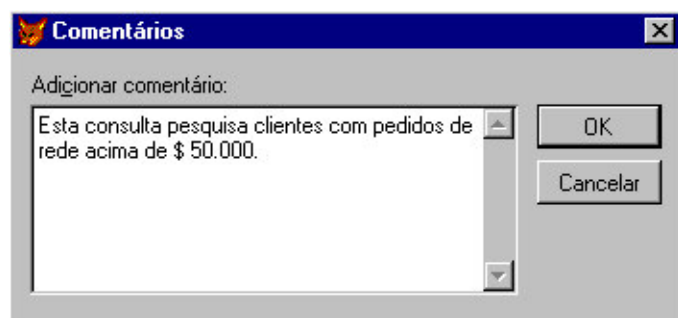 Comentários
Adicionar comentário:
Esta consulta pesquisa clientes com pedidos de
rede acima de $ 50.000.
OK
Cancelar